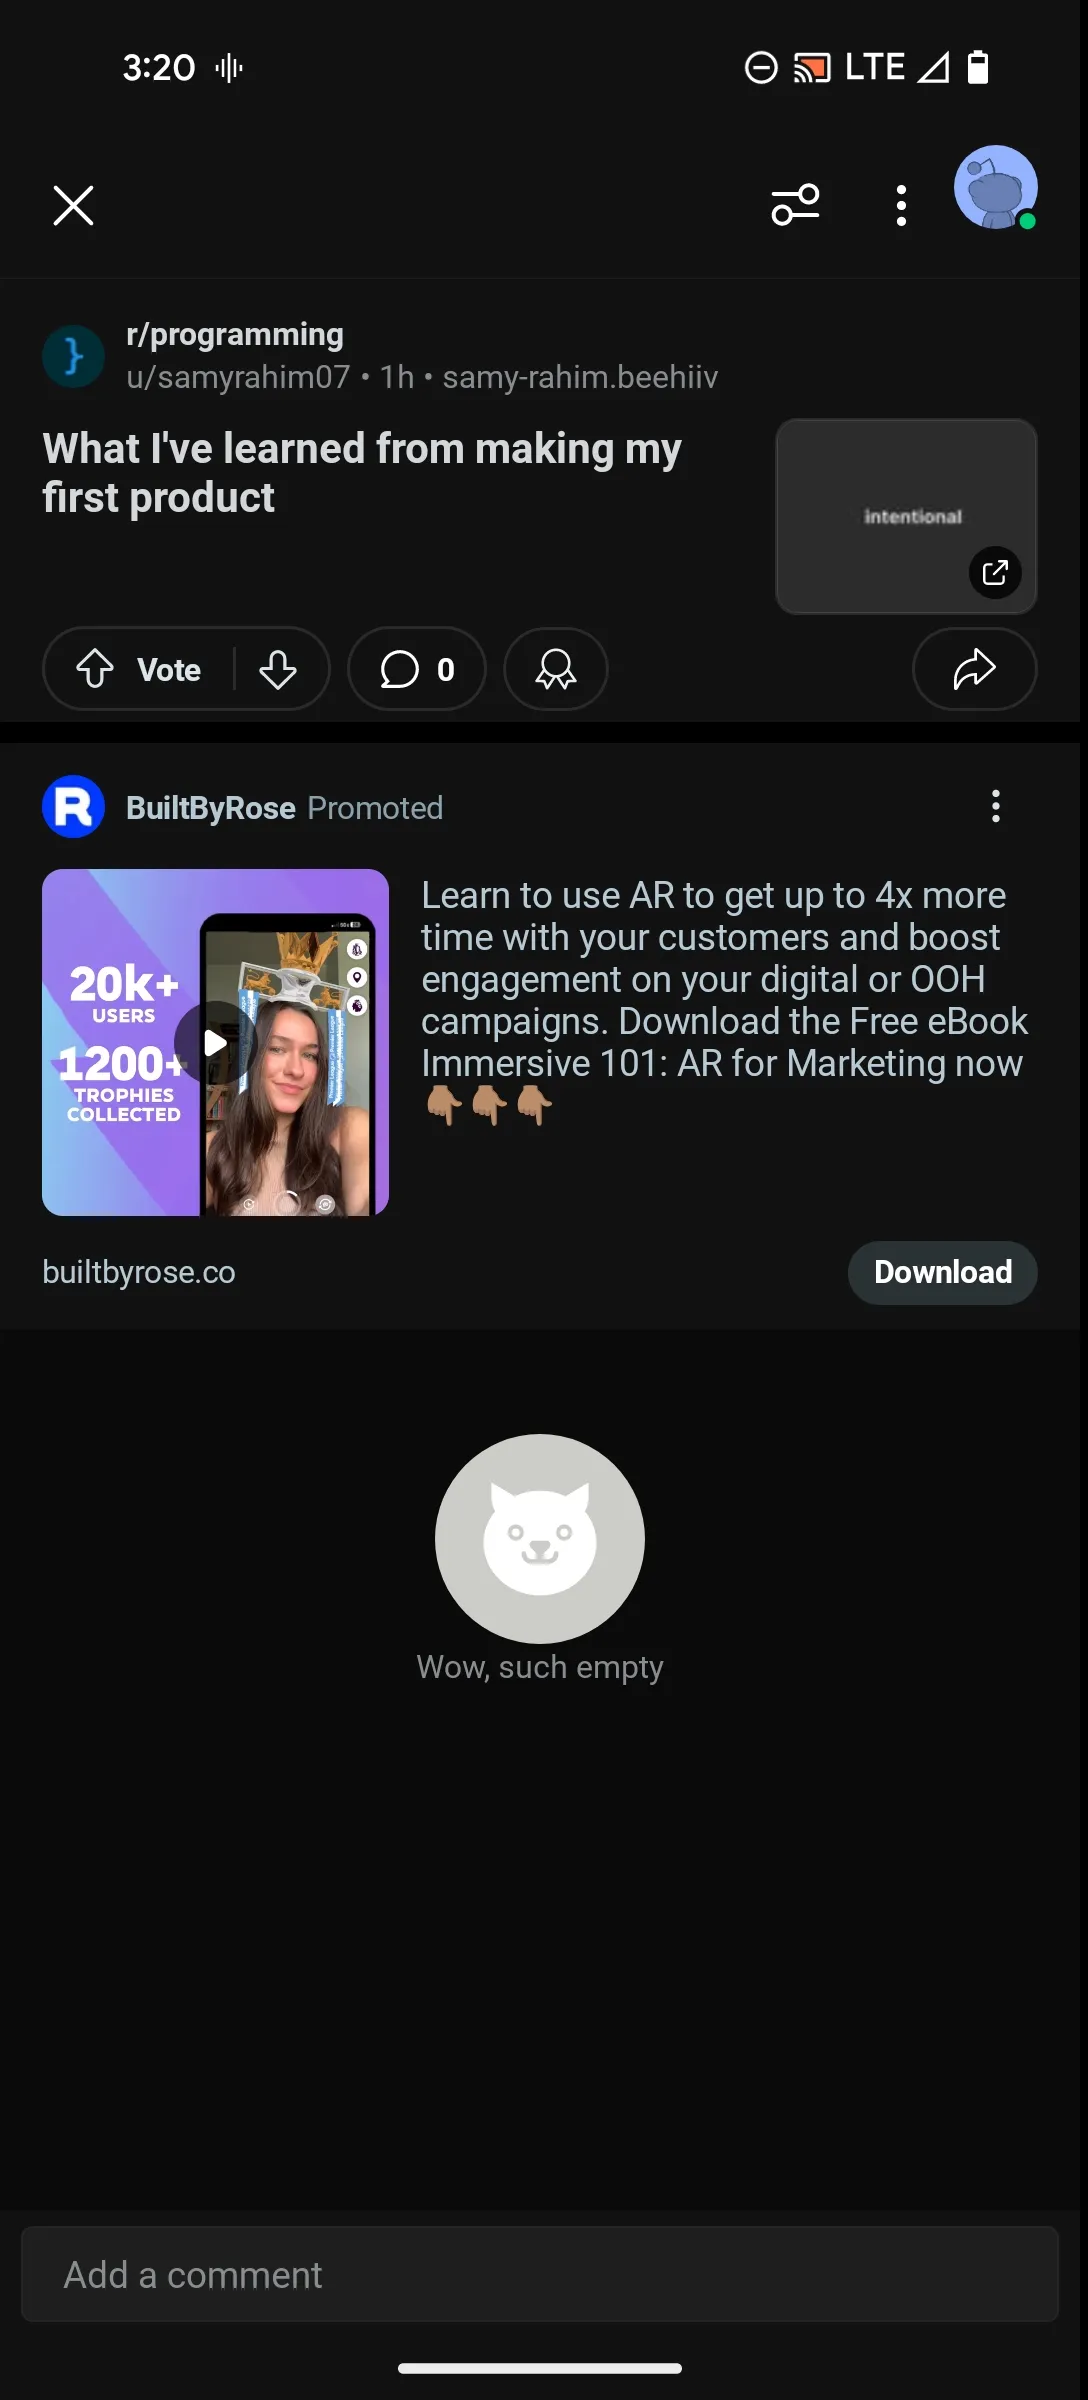 3:20
LTE
r/programming
u/samyrahim07 • 1h • samy-rahim.beehiiv
What I've learned from making my
first product
intentional
Vote
0
BuiltByRose Promoted
20k+
USERS
1200+
TROPHIES
COLLECTED
Learn to use AR to get up to 4x more
time with your customers and boost
engagement on your digital or OOH
campaigns. Download the Free eBook
Immersive 101: AR for Marketing now
👇🏽👇🏽👇🏽
builtbyrose.co
Download
Wow, such empty
Add a comment